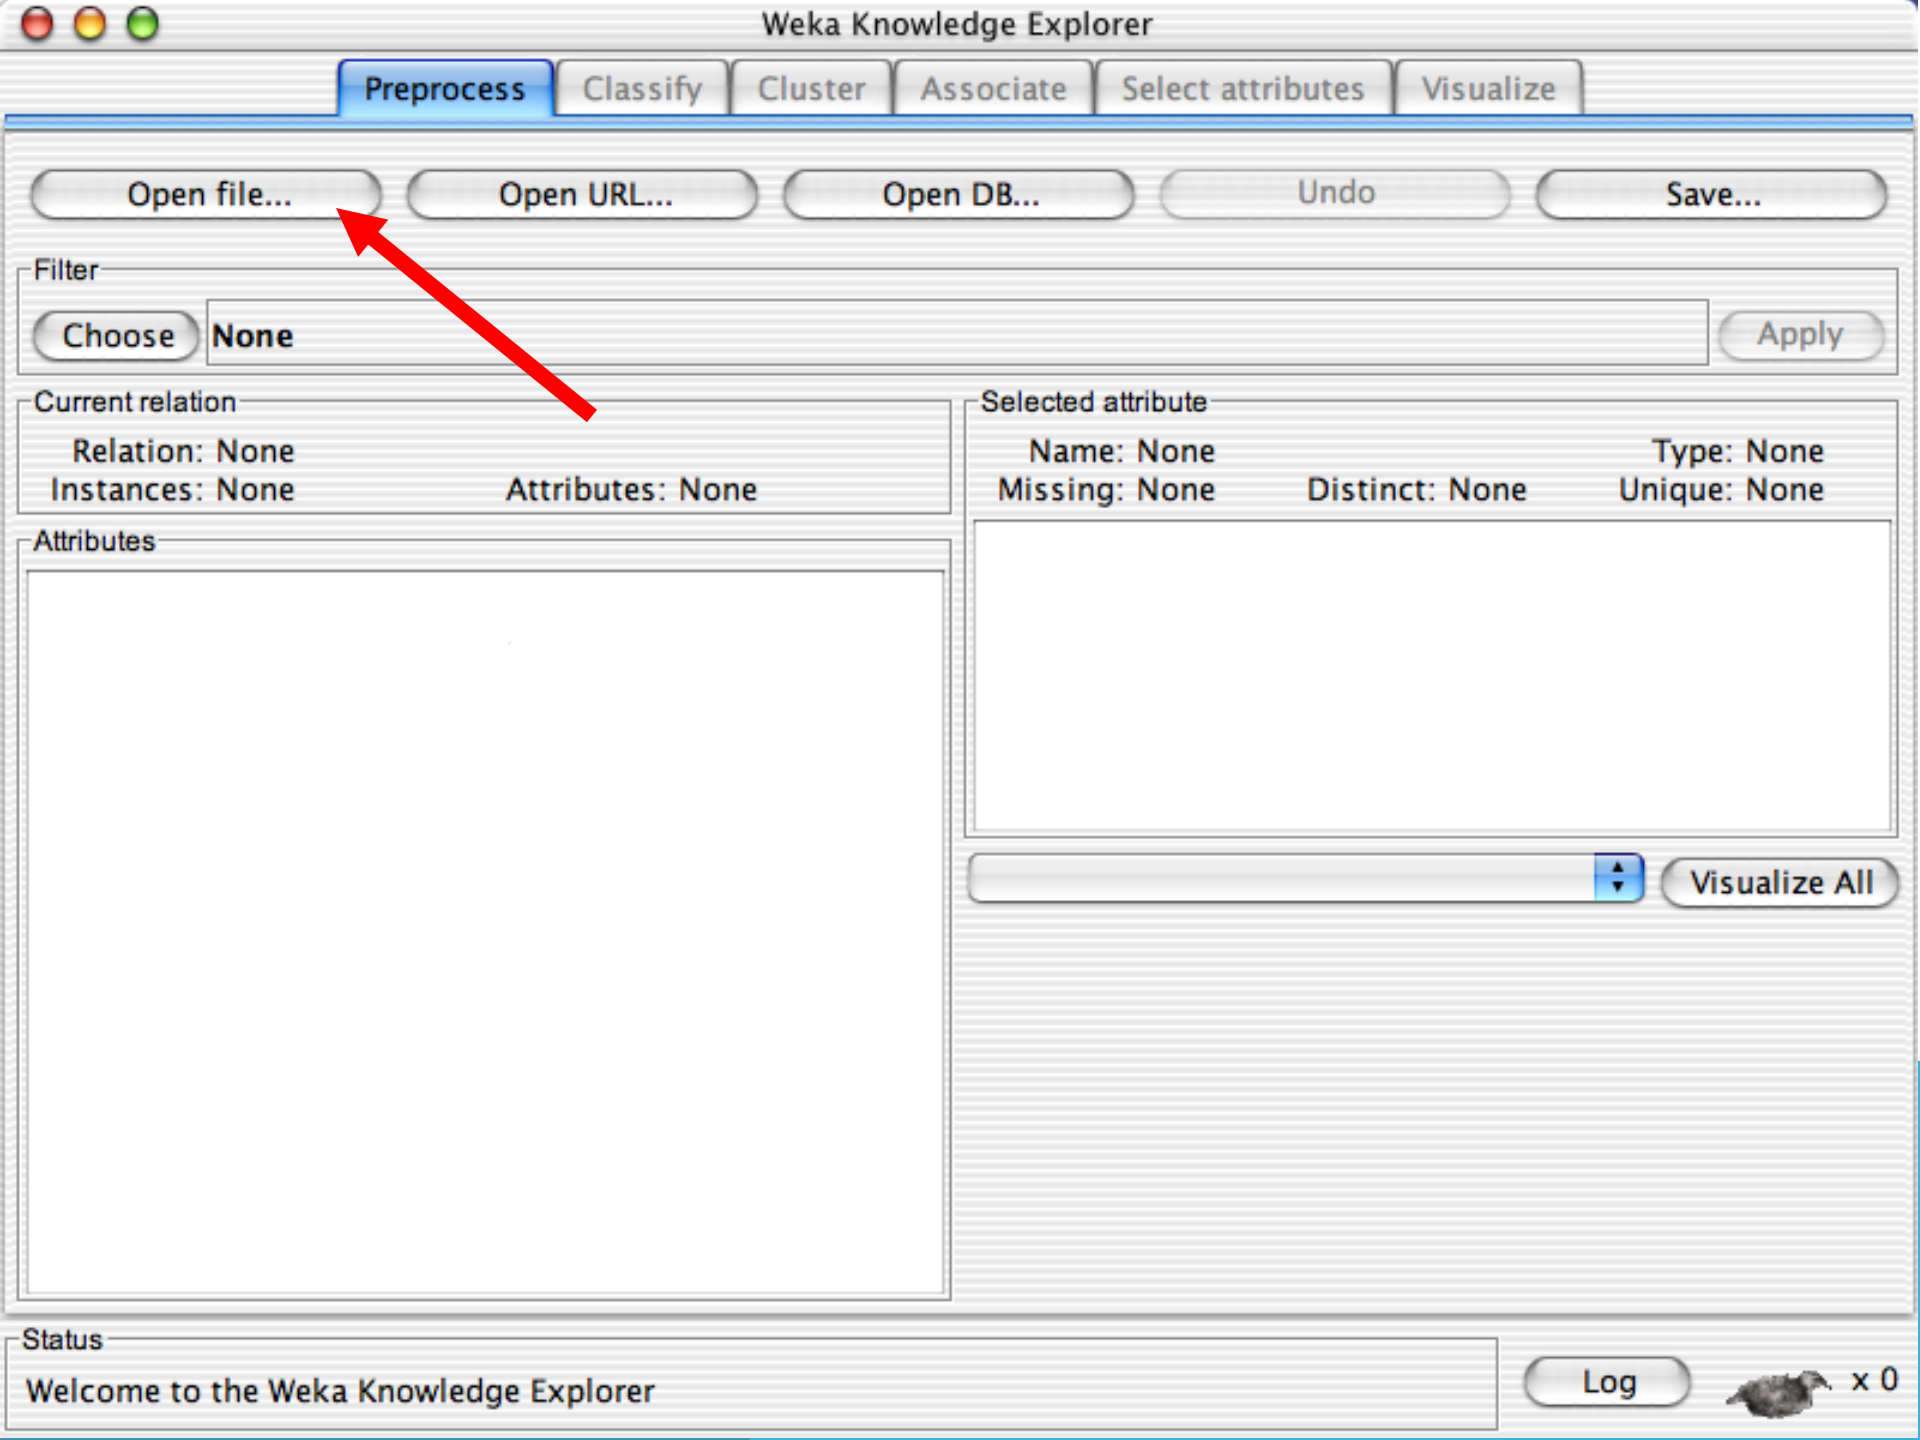 Weka Knowledge Explorer
Preprocess Classify Cluster Associate Select attributes Visualize
Open file... Open URL... Open DB... Undo Save...
Filter
Choose None Apply
Current relation
Relation: None
Instances: None Attributes: None
Attributes
Selected attribute
Name: None Type: None
Missing: None Distinct: None Unique: None
Visualize All
Status
Welcome to the Weka Knowledge Explorer
Log x 0